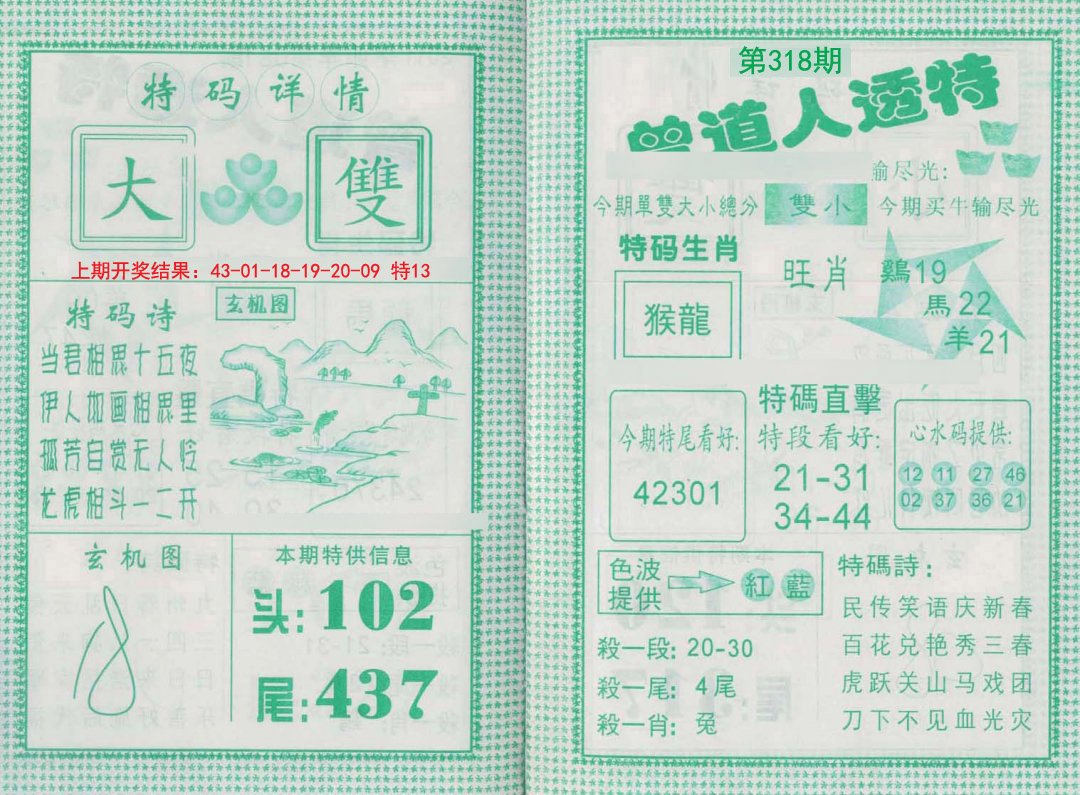 特码详情
大 雙
上期开奖结果：43-01-18-19-20-09 特13
特码诗
当君相思十五夜
伊人如画相思里
孤芳自赏无人怜
龙虎相斗一二开
玄机图
玄机图
本期特供信息
头:102
尾:437
第318期
曾道人透特
输尽光:
今期單雙大小總分 雙小 今期买牛输尽光
特码生肖
猴龍
旺肖
鷄19
馬22
羊21
今期特尾看好:
42301
特碼直擊
特段看好:
21-31
34-44
心水码提供:
12 11 27 46
02 37 36 21
色波
提供
紅 藍
殺一段: 20-30
殺一尾: 4尾
殺一肖: 兔
特碼詩:
民传笑语庆新春
百花兑艳秀三春
虎跃关山马戏团
刀下不见血光灾